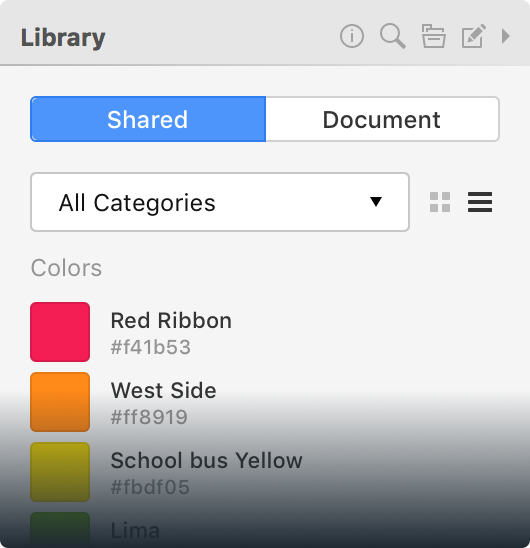 Library
Shared Document
All Categories
Colors
Red Ribbon
#f41b53
West Side
#ff8919
School bus Yellow
#fbdf05
Lima